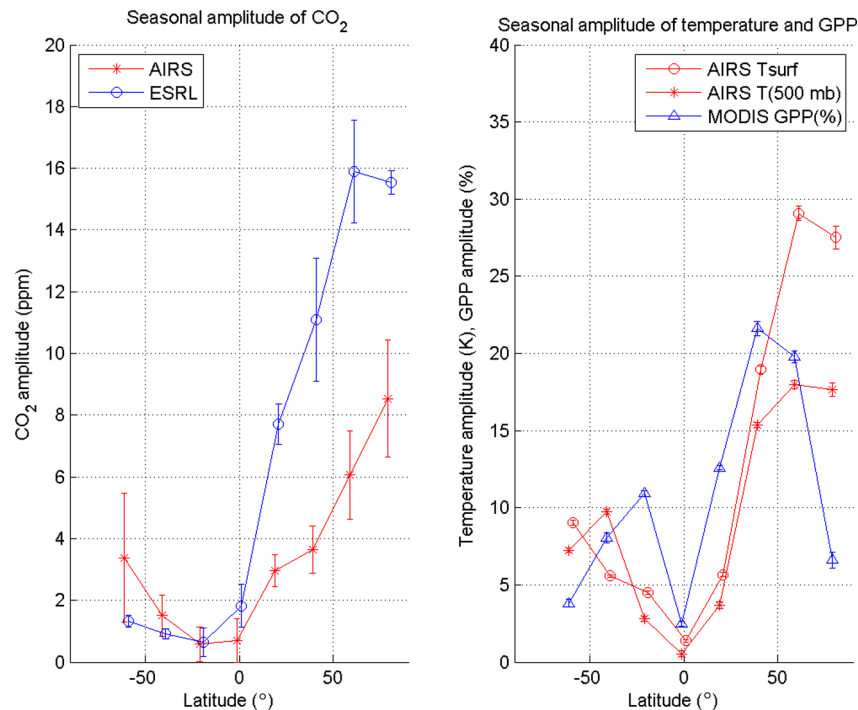 Seasonal amplitude of CO2
AIRS
ESRL
20
18
16
14
12
10
8
6
4
2
0
CO2 amplitude (ppm)
-50
0
50
Latitude (°)
Seasonal amplitude of temperature and GPP
AIRS Tsurf
AIRS T(500 mb)
MODIS GPP(%)
40
35
30
25
20
15
10
5
0
Temperature amplitude (K), GPP amplitude (%)
-50
0
50
Latitude (°)